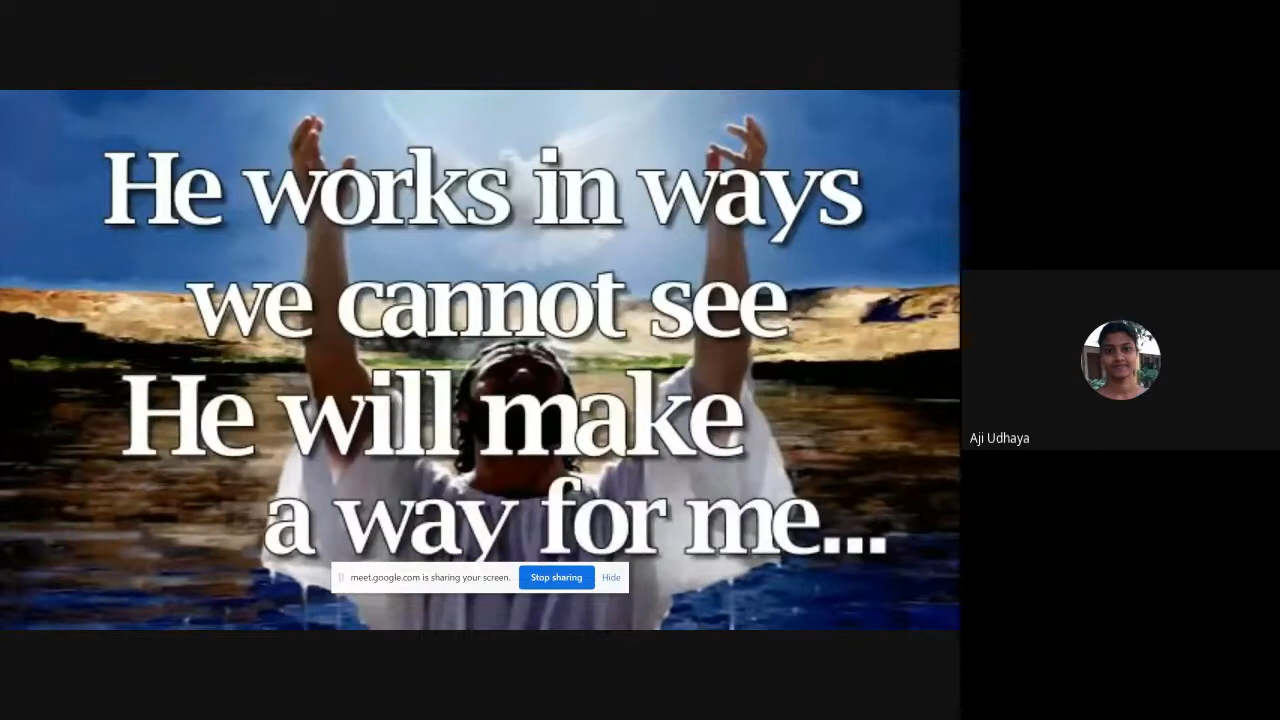 He works in ways
we cannot see
He will make
a way for me...
meet.google.com is sharing your screen.
Stop sharing
Hide
Aji Udhaya